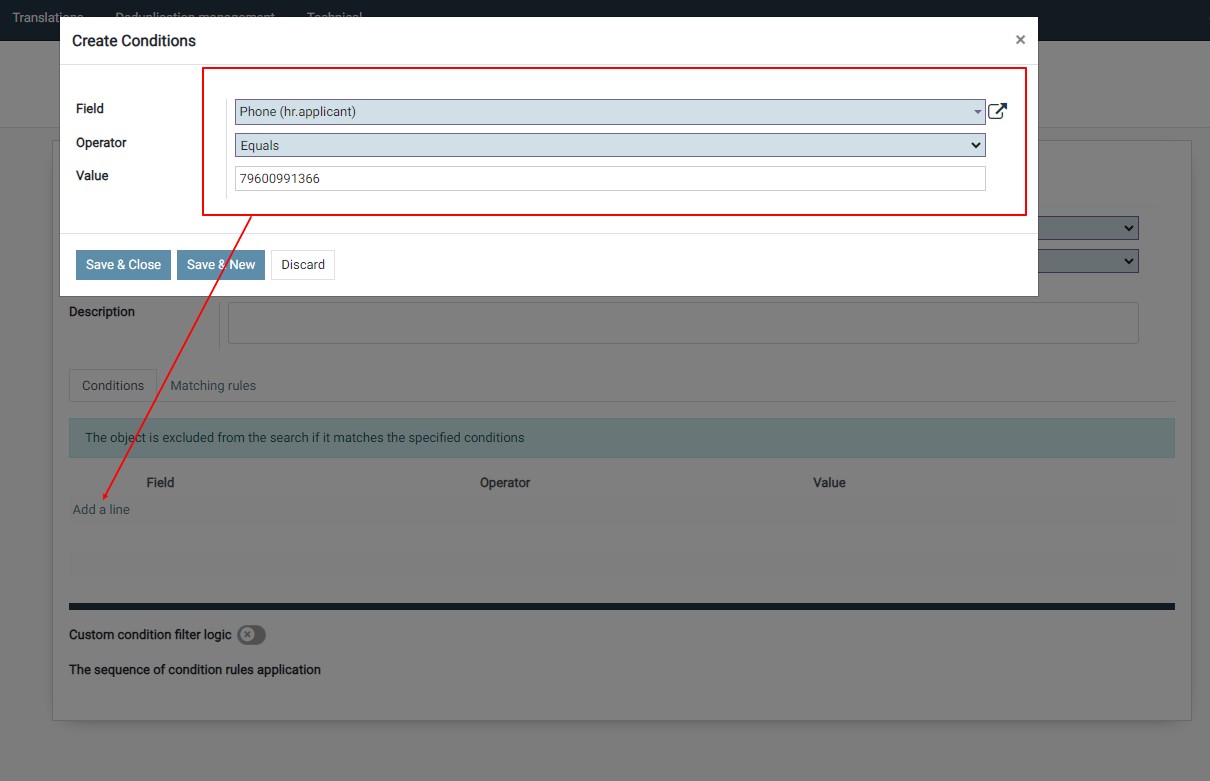 Translations Deduplication management Technical
Create Conditions ×
Field Phone (hr.applicant)
Operator Equals
Value 79600991366
Save & Close Save & New Discard
Description
Conditions Matching rules
The object is excluded from the search if it matches the specified conditions
Field Operator Value
Add a line
Custom condition filter logic
The sequence of condition rules application